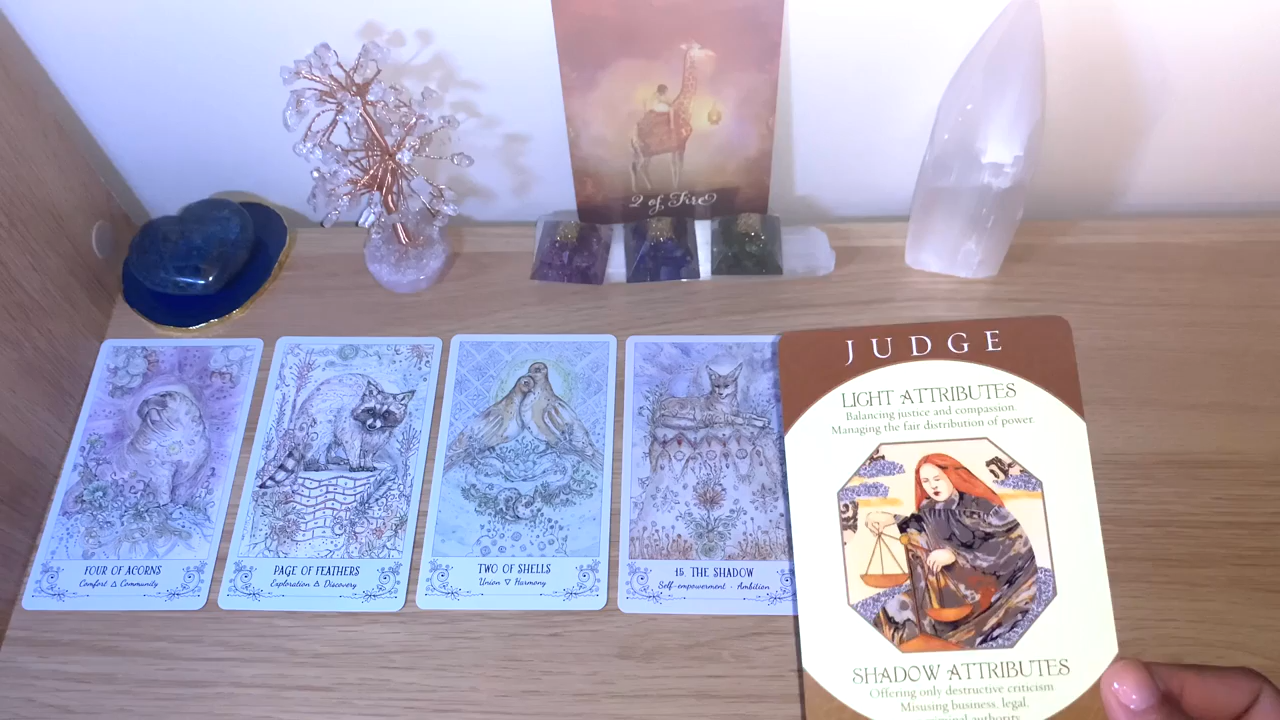 2 of Fire
FOUR OF ACORNS
Comfort △ Community
PAGE OF FEATHERS
Exploration △ Discovery
TWO OF SHELLS
Union ▽ Harmony
15. THE SHADOW
Self-empowerment · Ambition
JUDGE
LIGHT ATTRIBUTES
Balancing justice and compassion.
Managing the fair distribution of power.
SHADOW ATTRIBUTES
Offering only destructive criticism.
Misusing business, legal,
criminal authority.